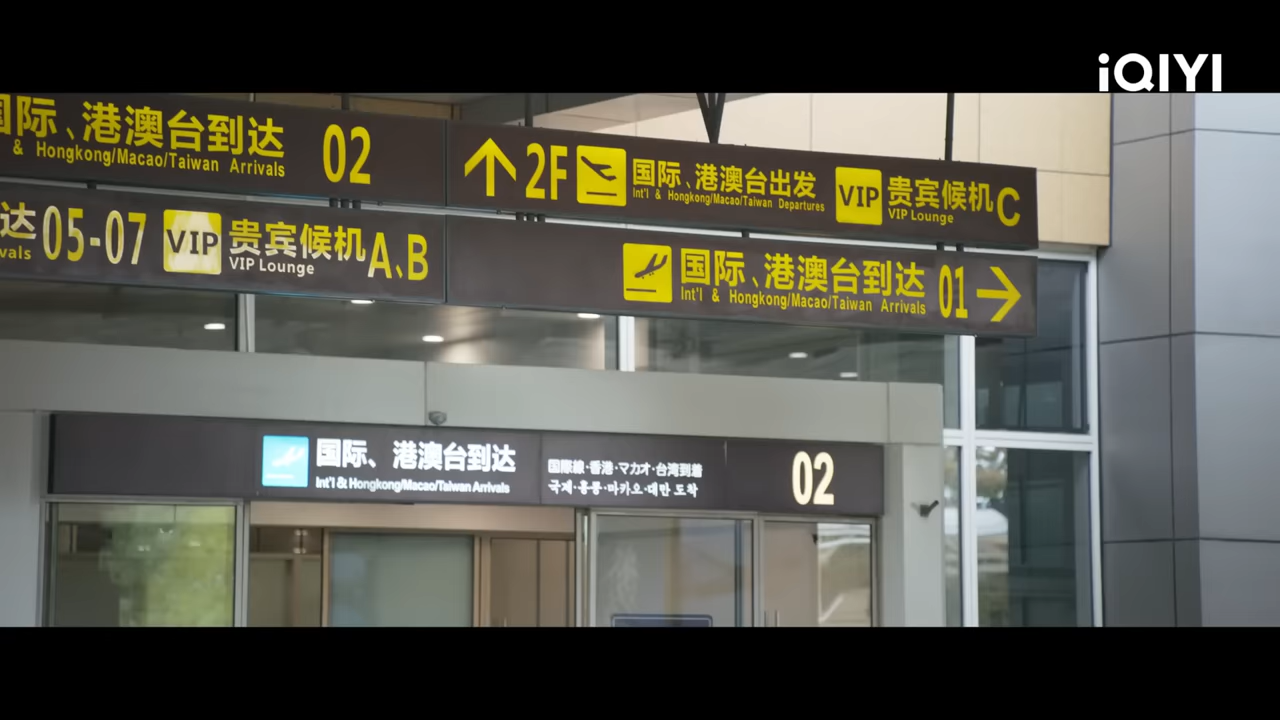 iQIYI
国际、港澳台到达 02
& Hongkong/Macao/Taiwan Arrivals
2F 国际、港澳台出发 VIP 贵宾候机 C
Int'l & Hongkong/Macao/Taiwan Departures VIP Lounge
达 05-07 VIP 贵宾候机 A、B
vals VIP Lounge
国际、港澳台到达 01
Int'l & Hongkong/Macao/Taiwan Arrivals
国际、港澳台到达
Int'l & Hongkong/Macao/Taiwan Arrivals
国際線·香港·マカオ·台湾到着
국제·홍콩·마카오·대만 도착
02